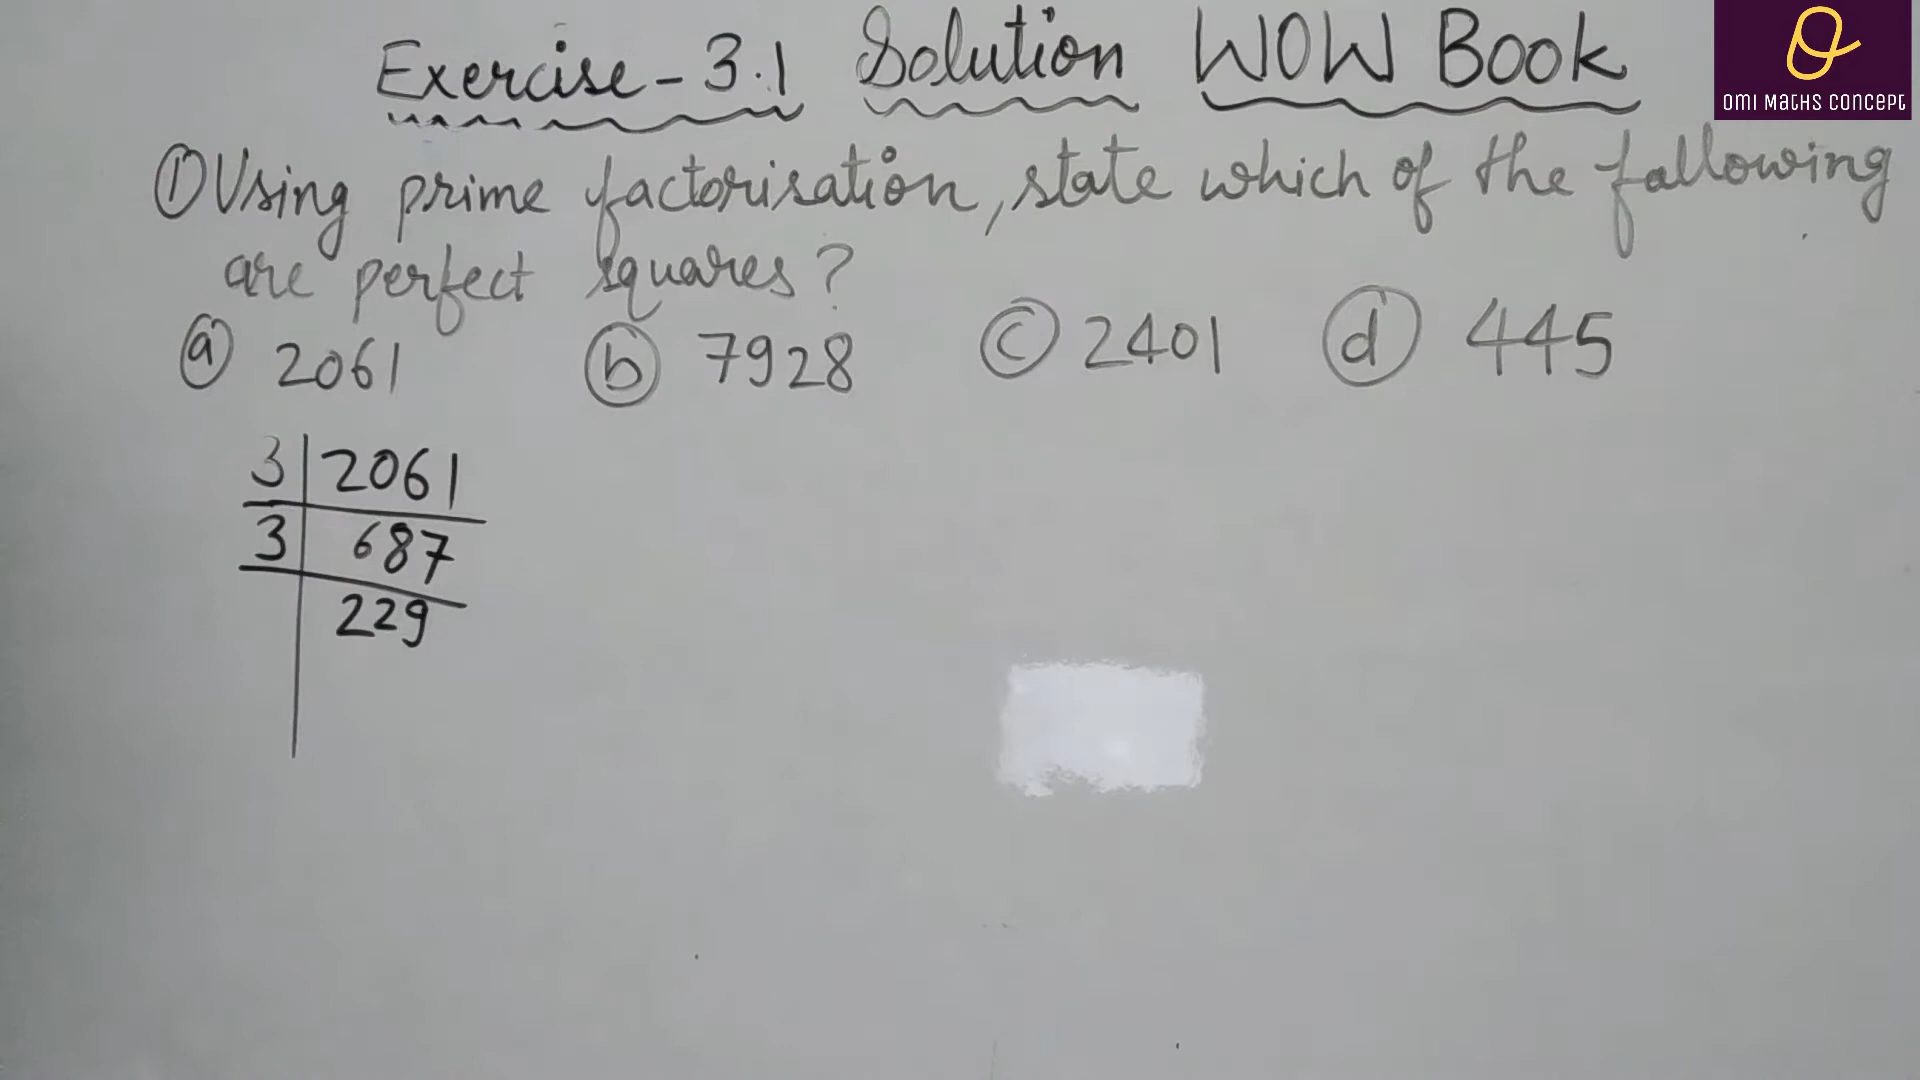 Exercise - 3.1 Solution WOW Book
OMI MATHS CONCEPT
① Using prime factorisation, state which of the fallowing
are perfect squares?
ⓐ 2061 ⓑ 7928 ⓒ 2401 ⓓ 445
3 | 2061
3 | 687
229